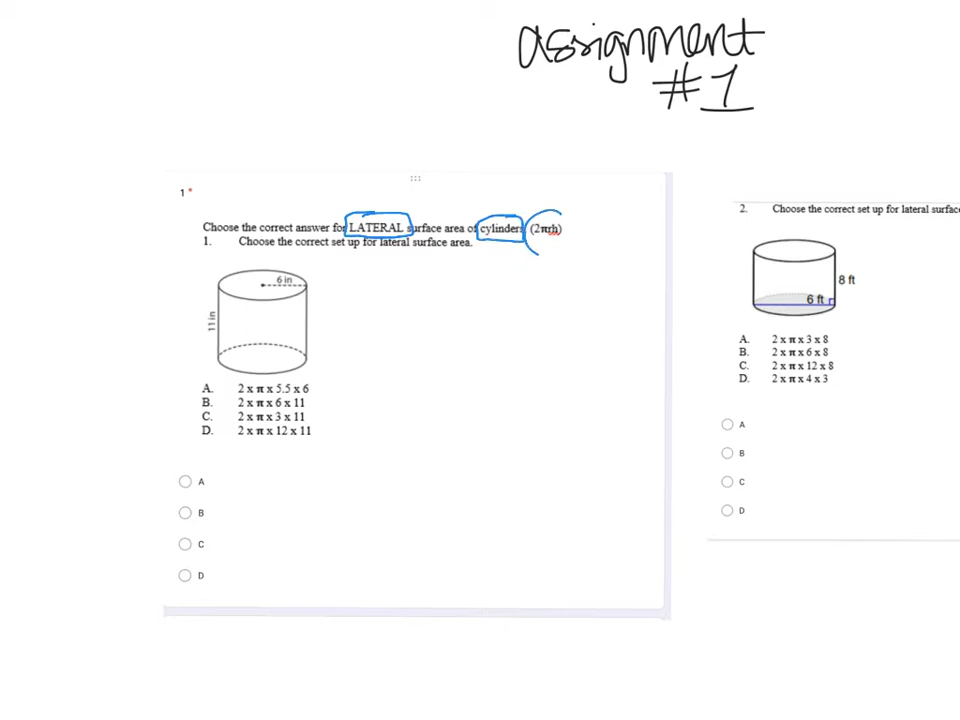 assignment
#1
1*
Choose the correct answer for LATERAL surface area of cylinder (2πrh)
1. Choose the correct set up for lateral surface area.
6 in
11 in
A. 2 x π x 5.5 x 6
B. 2 x π x 6 x 11
C. 2 x π x 3 x 11
D. 2 x π x 12 x 11
A
B
C
D
2. Choose the correct set up for lateral surface
8 ft
6 ft
A. 2 x π x 3 x 8
B. 2 x π x 6 x 8
C. 2 x π x 12 x 8
D. 2 x π x 4 x 3
A
B
C
D